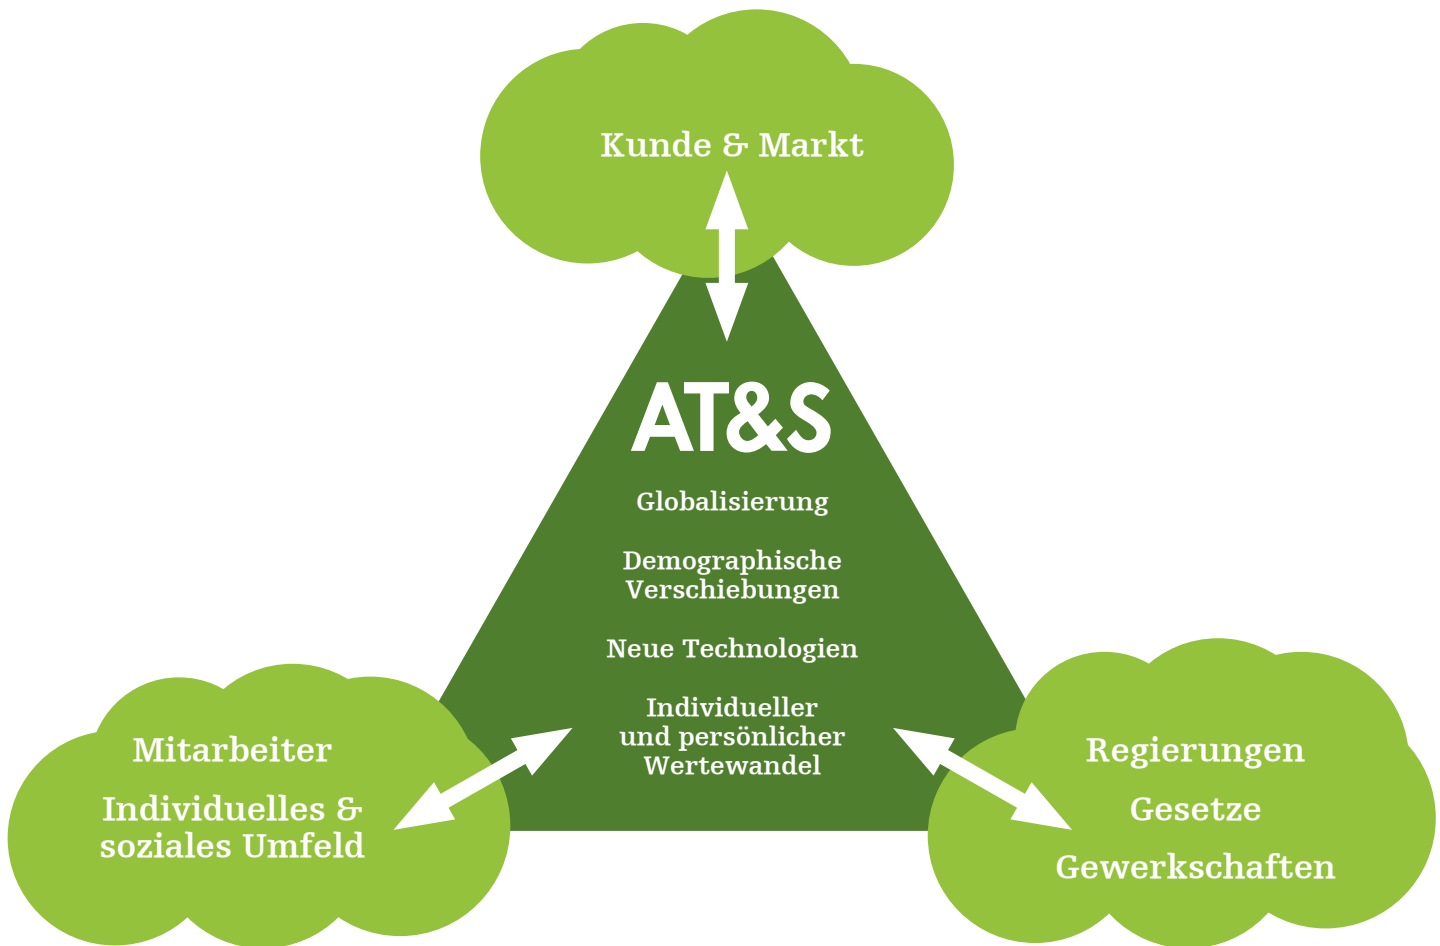 Kunde & Markt
AT&S
Globalisierung
Demographische
Verschiebungen
Neue Technologien
Individueller
und persönlicher
Wertewandel
Mitarbeiter
Individuelles &
soziales Umfeld
Regierungen
Gesetze
Gewerkschaften